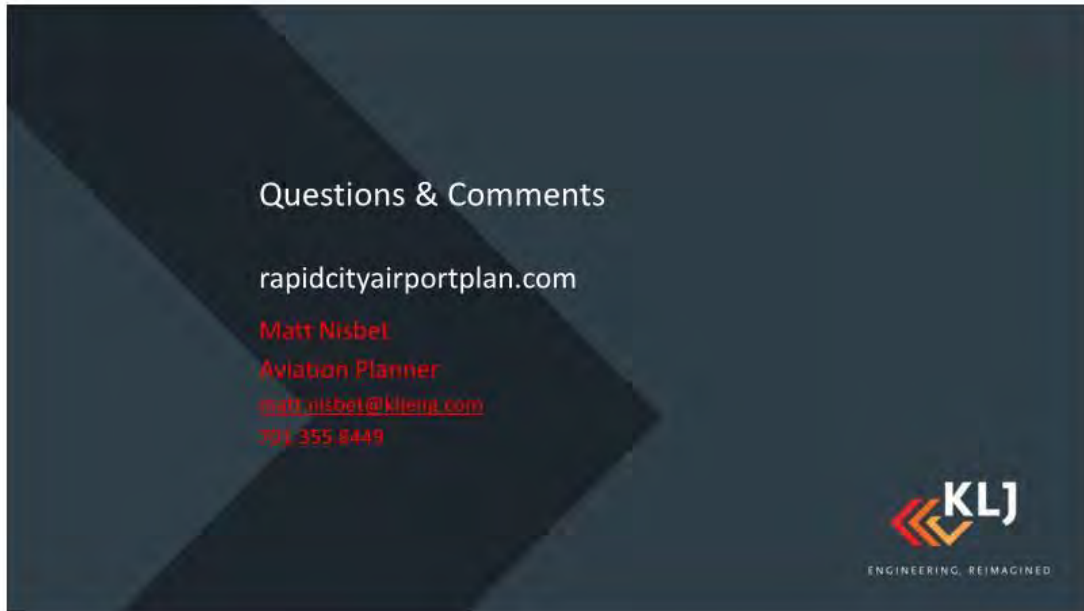 Questions & Comments
rapidcityairportplan.com
Matt Nisbet
Aviation Planner
matt.nisbet@kljeng.com
701 355 8449
KLJ
ENGINEERING, REIMAGINED